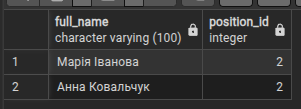 full_name position_id
character varying (100) integer
1 Марія Іванова 2
2 Анна Ковальчук 2